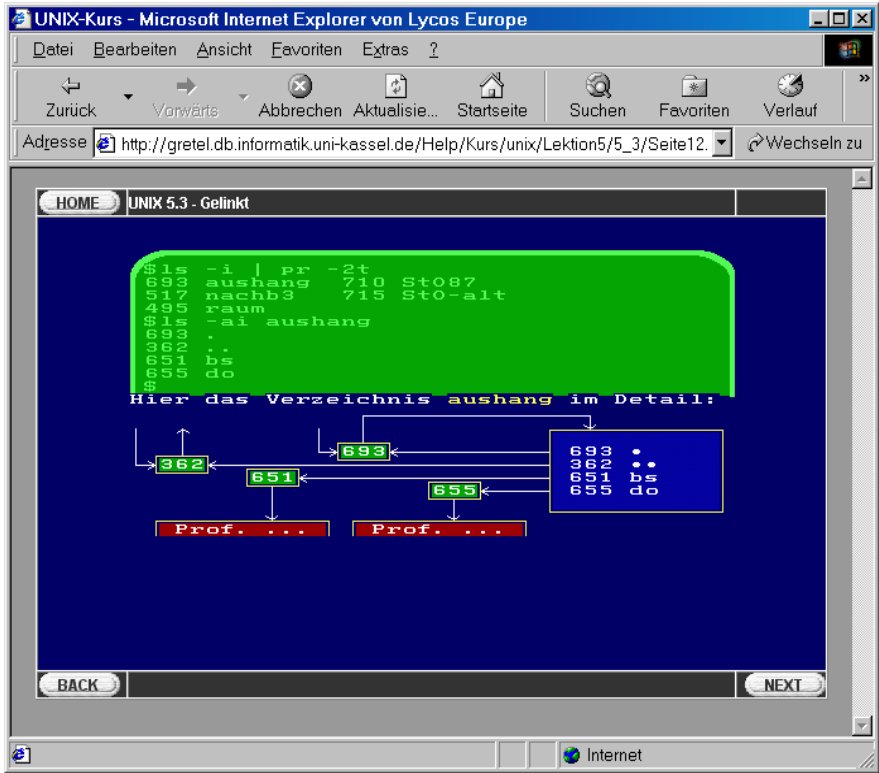 UNIX-Kurs - Microsoft Internet Explorer von Lycos Europe
Datei Bearbeiten Ansicht Favoriten Extras ?
Zurück Vorwärts Abbrechen Aktualisie... Startseite Suchen Favoriten Verlauf »
Adresse http://gretel.db.informatik.uni-kassel.de/Help/Kurs/unix/Lektion5/5_3/Seite12. Wechseln zu
HOME UNIX 5.3 - Gelinkt
$ls -i | pr -2t
693 aushang 710 StO87
517 nachb3 715 StO-alt
495 raum
$ls -ai aushang
693 .
362 ..
651 bs
655 do
$
Hier das Verzeichnis aushang im Detail:
693
362
651
655
693 .
362 ..
651 bs
655 do
Prof. ... Prof. ...
BACK NEXT
Internet